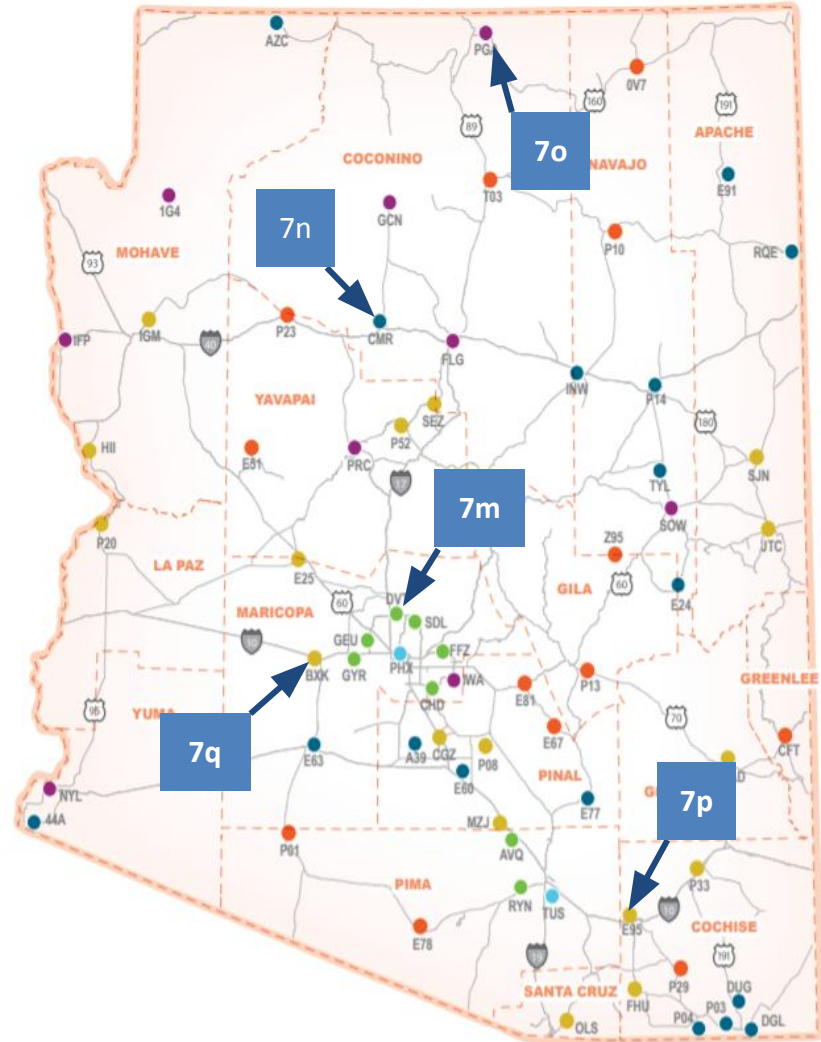 AZC
PGA
0V7
160
191
89
7o
APACHE
COCONINO
NAVAJO
E91
T03
1G4
GCN
7n
P10
MOHAVE
RQE
93
IFP
IGM
P23
40
CMR
FLG
INW
P14
YAVAPAI
SEZ
180
P52
HII
E51
PRC
17
TYL
SJN
7m
SOW
P20
Z95
JTC
LA PAZ
E25
60
GILA
E24
60
DVT
MARICOPA
SDL
GEU
FFZ
BXK
GYR
PHX
IWA
P13
GREENLEE
CHD
E81
95
YUMA
70
7q
E67
CFT
E63
A39
CGZ
P08
PINAL
D
NYL
E60
7p
44A
E77
MZJ
P01
AVQ
P33
PIMA
RYN
TUS
E95
10
COCHISE
E78
191
19
P29
SANTA CRUZ
FHU
DUG
P03
OLS
P04
DGL